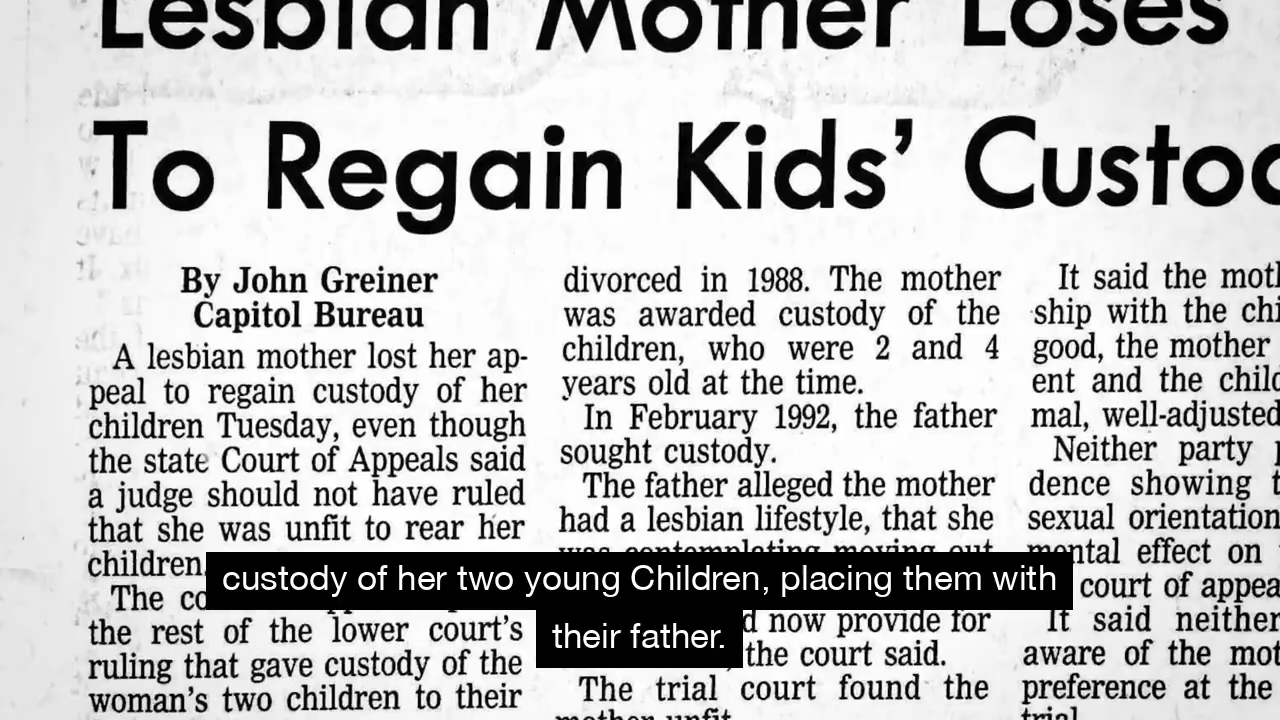 Lesbian Mother Loses
To Regain Kids’
By John Greiner
Capitol Bureau
A lesbian mother lost her ap-
peal to regain custody of her
children Tuesday, even though
the state Court of Appeals said
a judge should not have ruled
that she was unfit to rear her
children
The
the rest of the lower court’s
ruling that gave custody of the
woman’s two children to their
divorced in 1988. The mother
was awarded custody of the
children, who were 2 and 4
years old at the time.
In February 1992, the father
sought custody.
The father alleged the mother
had a lesbian lifestyle, that she
was contemplating moving out
now provide for
the court said.
The trial court found the
mother unfit
It said the
ship with the
good, the mother
ent and the
mal, well-adjusted
Neither party
dence showing
sexual orientation
mental effect on
court of
It said neither
aware of the
preference at the
trial
custody of her two young Children, placing them with
their father.